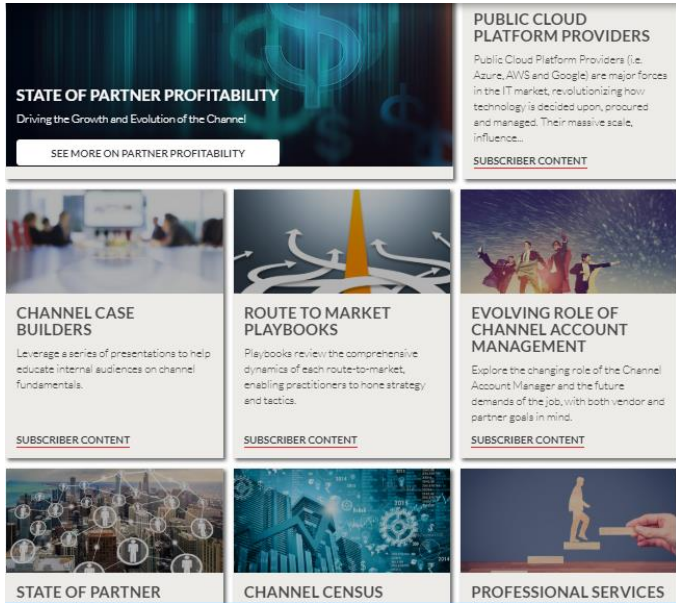 STATE OF PARTNER PROFITABILITY
Driving the Growth and Evolution of the Channel
SEE MORE ON PARTNER PROFITABILITY
PUBLIC CLOUD
PLATFORM PROVIDERS
Public Cloud Platform Providers (i.e.
Azure, AWS and Google) are major forces
in the IT market, revolutionizing how
technology is decided upon, procured
and managed. Their massive scale,
influence...
SUBSCRIBER CONTENT
CHANNEL CASE
BUILDERS
Leverage a series of presentations to help
educate internal audiences on channel
fundamentals.
SUBSCRIBER CONTENT
ROUTE TO MARKET
PLAYBOOKS
Playbooks review the comprehensive
dynamics of each route-to-market,
enabling practitioners to hone strategy
and tactics.
SUBSCRIBER CONTENT
EVOLVING ROLE OF
CHANNEL ACCOUNT
MANAGEMENT
Explore the changing role of the Channel
Account Manager and the future
demands of the job, with both vendor and
partner goals in mind.
SUBSCRIBER CONTENT
STATE OF PARTNER
CHANNEL CENSUS
PROFESSIONAL SERVICES